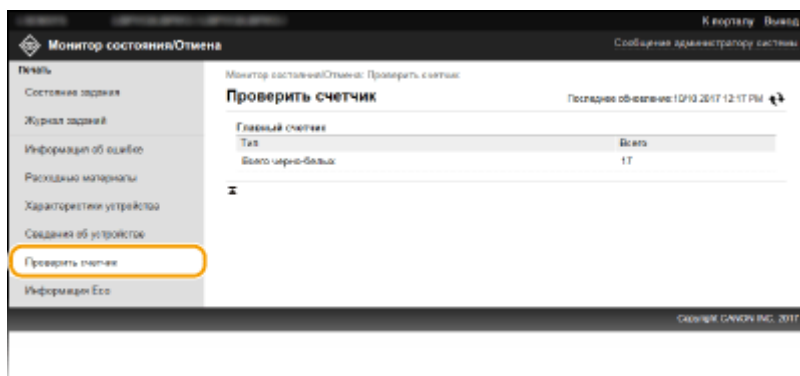 К порталу Выход
Монитор состояния/Отмена
Сообщение администратору системы
Печать
Состояние задания
Журнал заданий
Информация об ошибке
Расходные материалы
Характеристики устройства
Сведения об устройстве
Проверить счетчик
Информация Eco
Монитор состояния/Отмена: Проверить счетчик
Проверить счетчик
Последнее обновление: 10/10 2017 12:17 PM
Главный счетчик
Тип Всего
Всего черно-белых: 17
Copyright CANON INC. 2017